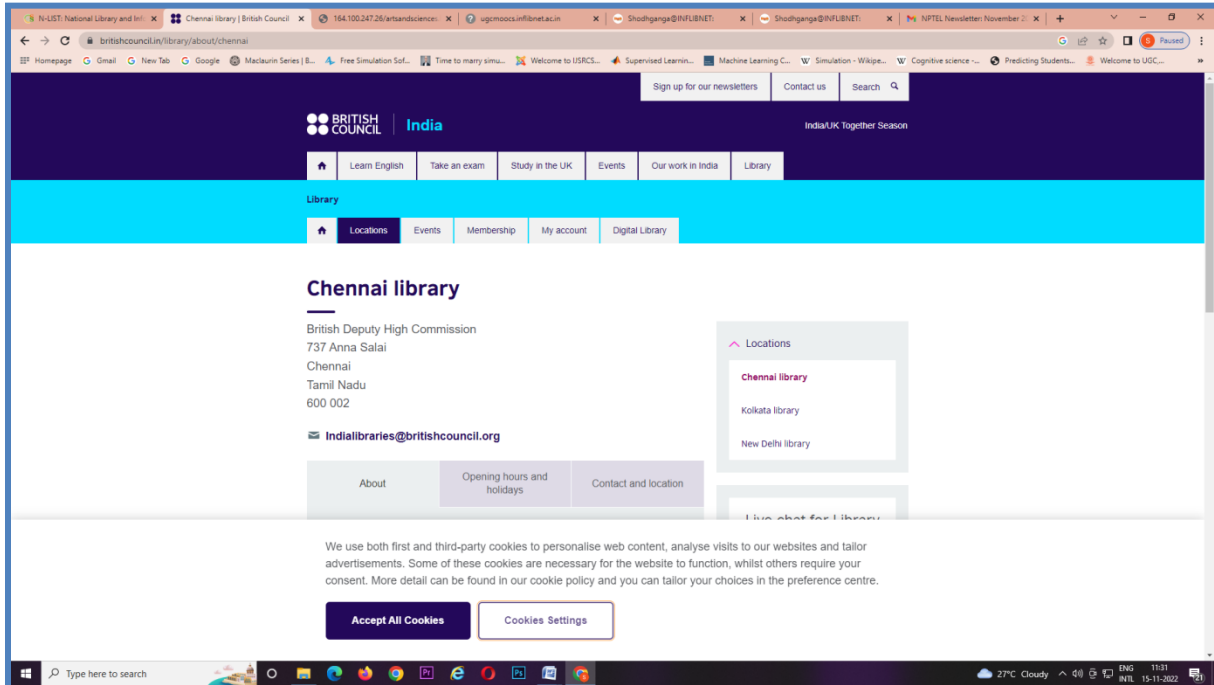 N-LIST: National Library and Inf:
Chennai library | British Council
164.100.247.26/artsandscience:
ugcmoocs.inflibnet.ac.in
Shodhganga@INFLIBNET:
Shodhganga@INFLIBNET:
NPTEL Newsletter: November 2
britishcouncil.in/library/about/chennai
S Paused
Homepage
Gmail
New Tab
Google
Maclaurin Series | B...
Free Simulation Sof...
Time to marry simu...
Welcome to IJSRCS...
Supervised Learnin...
Machine Learning C...
Simulation - Wikipe...
Cognitive science -...
Predicting Students...
Welcome to UGC,...
Sign up for our newsletters
Contact us
Search
BRITISH
COUNCIL
India
India/UK Together Season
Learn English
Take an exam
Study in the UK
Events
Our work in India
Library
Library
Locations
Events
Membership
My account
Digital Library
Chennai library
British Deputy High Commission
737 Anna Salai
Chennai
Tamil Nadu
600 002
Indialibraries@britishcouncil.org
Locations
Chennai library
Kolkata library
New Delhi library
About
Opening hours and
holidays
Contact and location
Live chat for Library
We use both first and third-party cookies to personalise web content, analyse visits to our websites and tailor
advertisements. Some of these cookies are necessary for the website to function, whilst others require your
consent. More detail can be found in our cookie policy and you can tailor your choices in the preference centre.
Accept All Cookies
Cookies Settings
Type here to search
Pr
Ps
27°C Cloudy
ENG
INTL
11:31
15-11-2022